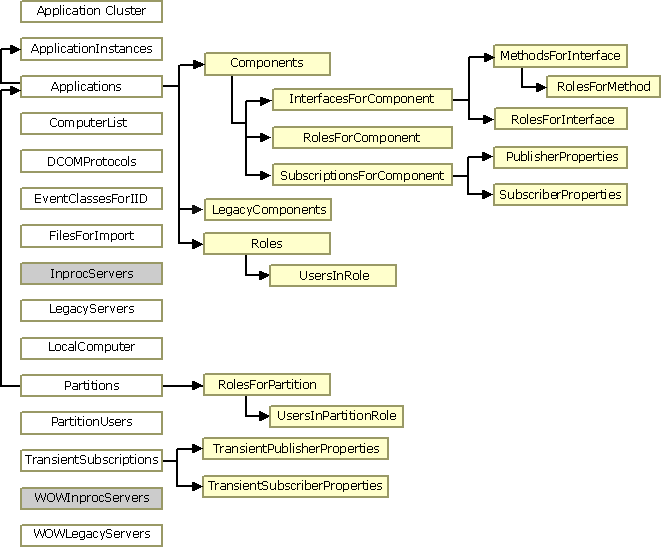 Application Cluster
ApplicationInstances
Applications
ComputerList
DCOMProtocols
EventClassesForIID
FilesForImport
InprocServers
LegacyServers
LocalComputer
Partitions
PartitionUsers
TransientSubscriptions
WOWInprocServers
WOWLegacyServers
Components
InterfacesForComponent
RolesForComponent
SubscriptionsForComponent
LegacyComponents
Roles
UsersInRole
RolesForPartition
UsersInPartitionRole
TransientPublisherProperties
TransientSubscriberProperties
MethodsForInterface
RolesForMethod
RolesForInterface
PublisherProperties
SubscriberProperties